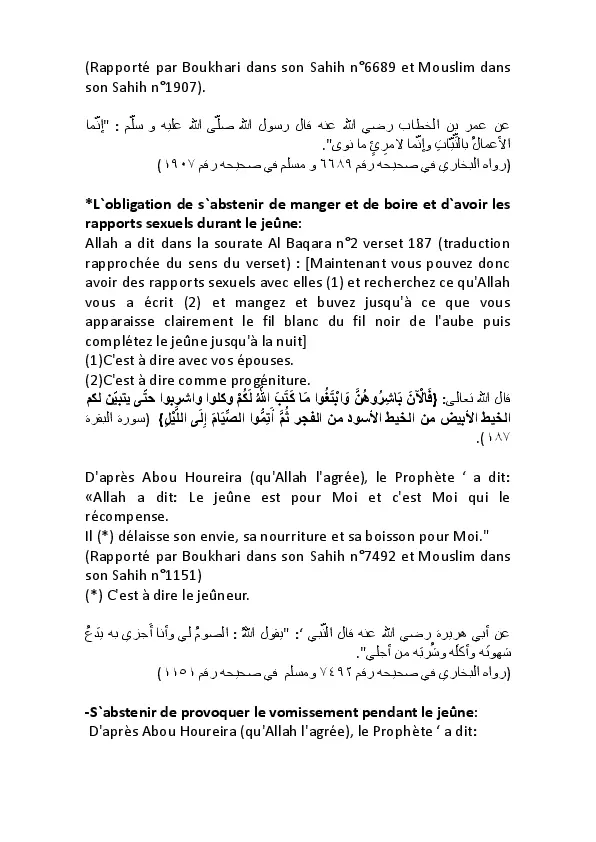 (Rapporté par Boukhari dans son Sahih n°6689 et Mouslim dans
son Sahih n°1907).
عن عمر بن الخطاب رضي الله عنه قال رسول الله صلّى الله عليه و سلّم : "إنّما
الأعمالُ بالنّيّاتِ وإنّما لامرِئٍ ما نوى".
(رواه البخاري في صحيحه رقم ٦٦٨٩ و مسلم في صحيحه رقم ١٩٠٧)
*L`obligation de s`abstenir de manger et de boire et d`avoir les
rapports sexuels durant le jeûne:
Allah a dit dans la sourate Al Baqara n°2 verset 187 (traduction
rapprochée du sens du verset) : [Maintenant vous pouvez donc
avoir des rapports sexuels avec elles (1) et recherchez ce qu'Allah
vous a écrit (2) et mangez et buvez jusqu'à ce que vous
apparaisse clairement le fil blanc du fil noir de l'aube puis
complétez le jeûne jusqu'à la nuit]
(1)C'est à dire avec vos épouses.
(2)C'est à dire comme progéniture.
قال الله تعالى: {فَالْآنَ بَاشِرُوهُنَّ وَابْتَغُوا مَا كَتَبَ اللَّهُ لَكُمْ وكلوا واشربوا حتّى يتبيّن لكم
الخيط الأبيض من الخيط الأسود من الفجر ثُمَّ أَتِمُّوا الصِّيَامَ إِلَى اللَّيْلِ} (سورة البقرة
١٨٧).
D'après Abou Houreira (qu'Allah l'agrée), le Prophète ‘ a dit:
«Allah a dit: Le jeûne est pour Moi et c'est Moi qui le
récompense.
Il (*) délaisse son envie, sa nourriture et sa boisson pour Moi."
(Rapporté par Boukhari dans son Sahih n°7492 et Mouslim dans
son Sahih n°1151)
(*) C'est à dire le jeûneur.
عن أبي هريرة رضي الله عنه قال النّبي ‘: "يقول اللهُ : الصومُ لي وأنا أَجزي به يَدَعُ
شهوتَه وأكلَه وشُربَه من أجلي".
(رواه البخاري في صحيحه رقم ٧٤٩٢ ومسلم في صحيحه رقم ١١٥١)
-S`abstenir de provoquer le vomissement pendant le jeûne:
D'après Abou Houreira (qu'Allah l'agrée), le Prophète ‘ a dit: